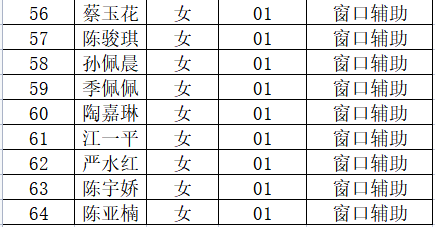 56 蔡玉花 女 01 窗口辅助
57 陈骏琪 女 01 窗口辅助
58 孙佩晨 女 01 窗口辅助
59 季佩佩 女 01 窗口辅助
60 陶嘉琳 女 01 窗口辅助
61 江一平 女 01 窗口辅助
62 严水红 女 01 窗口辅助
63 陈宇娇 女 01 窗口辅助
64 陈亚楠 女 01 窗口辅助